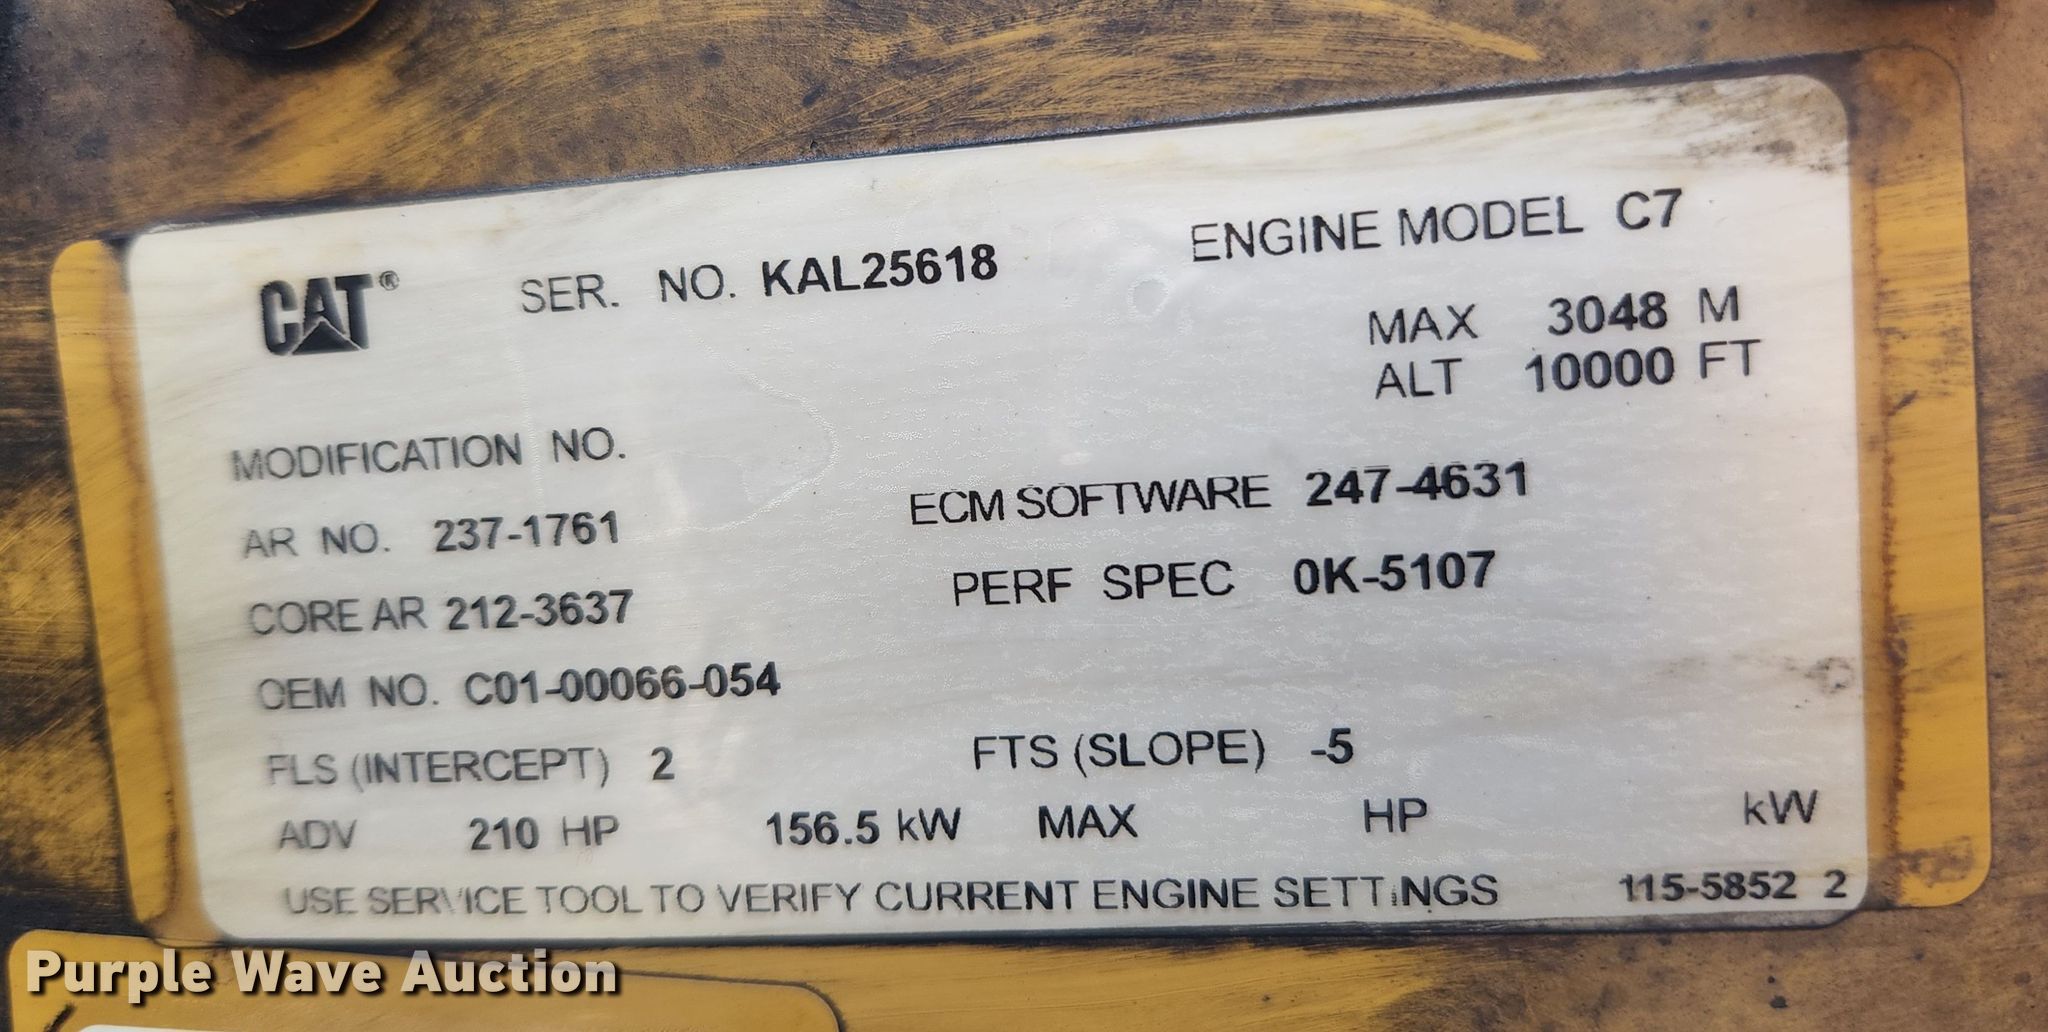 CAT® SER. NO. KAL25618 ENGINE MODEL C7
MAX 3048 M
ALT 10000 FT
MODIFICATION NO.
ECM SOFTWARE 247-4631
AR NO. 237-1761
PERF SPEC 0K-5107
CORE AR 212-3637
OEM NO. C01-00066-054
FLS (INTERCEPT) 2 FTS (SLOPE) -5
ADV 210 HP 156.5 kW MAX HP kW
USE SERVICE TOOL TO VERIFY CURRENT ENGINE SETTINGS 115-5852 2
Purple Wave Auction